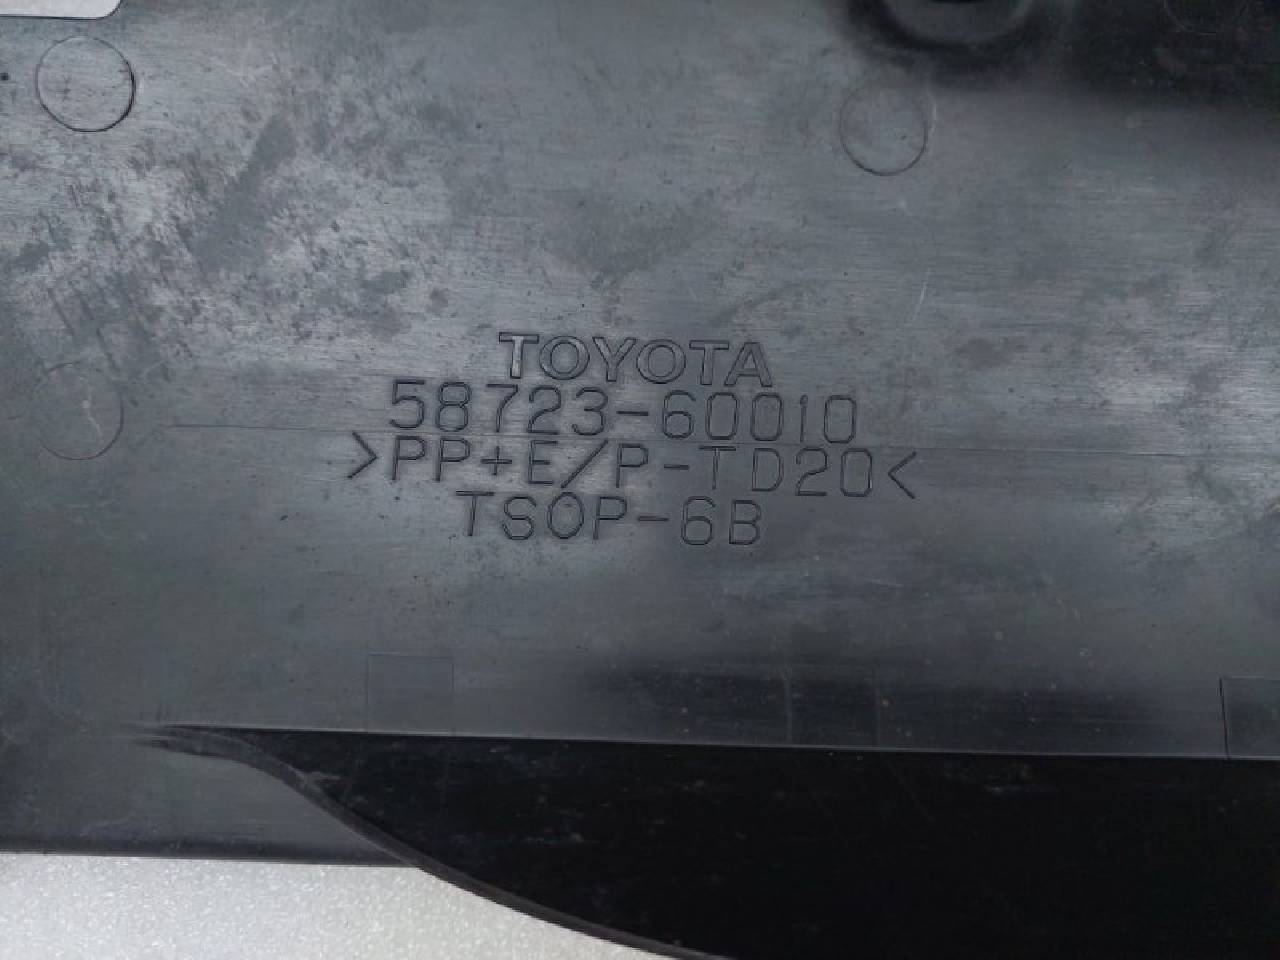 TOYOTA
58723-60010
>PP+E/P-TD20<
TSOP-6B